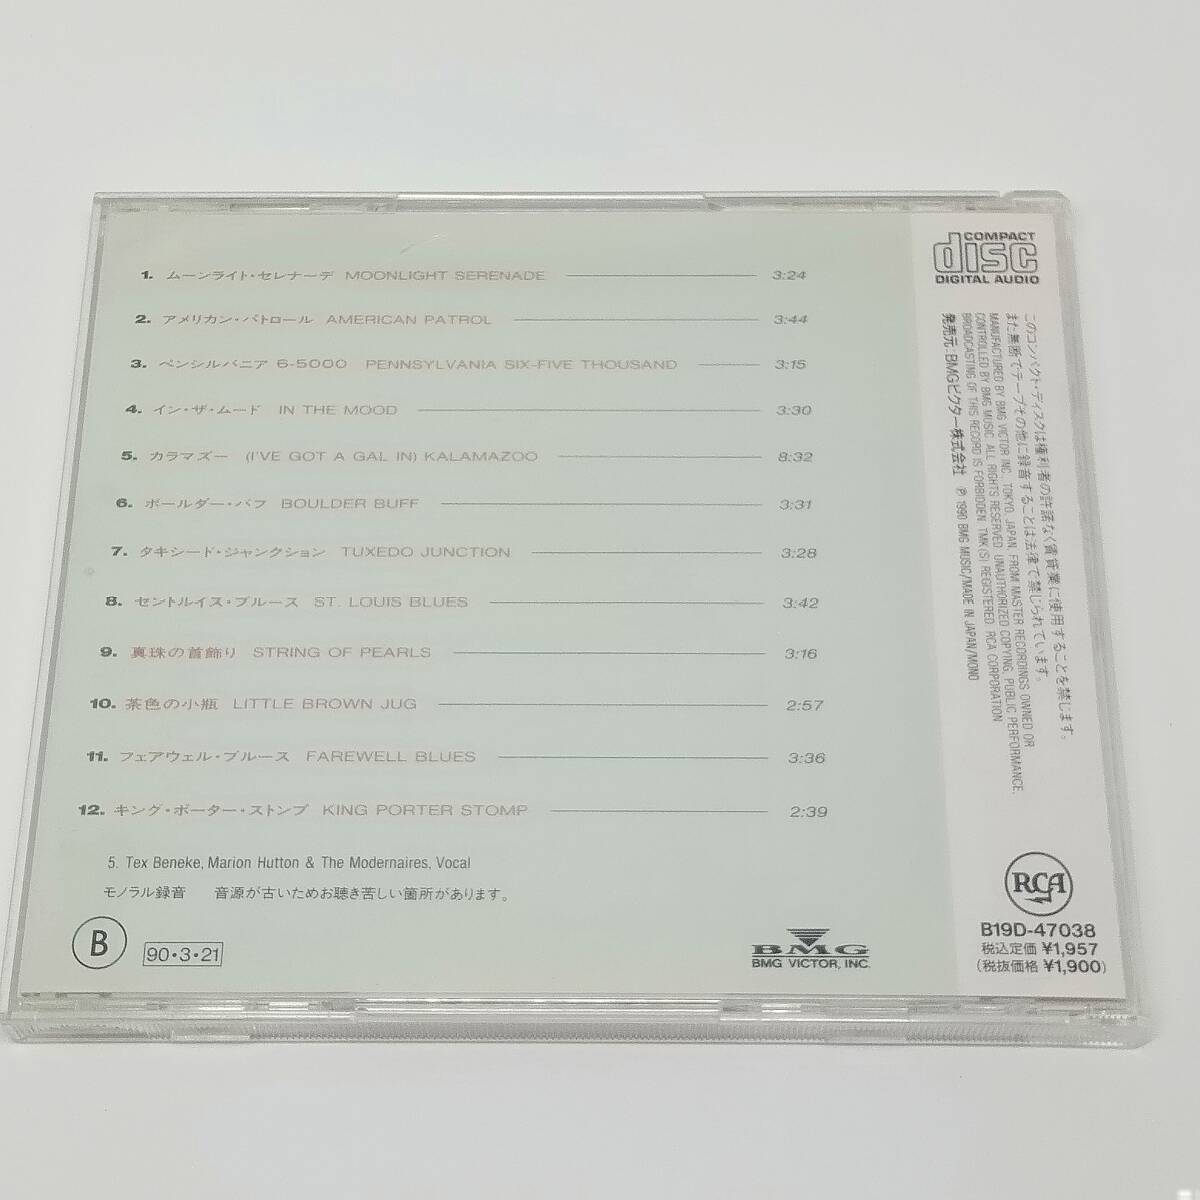 1. ムーンライト・セレナーデ MOONLIGHT SERENADE 3:24
2. アメリカン・パトロール AMERICAN PATROL 3:44
3. ペンシルバニア 6-5000 PENNSYLVANIA SIX-FIVE THOUSAND 3:15
4. イン・ザ・ムード IN THE MOOD 3:30
5. カラマズー (I'VE GOT A GAL IN) KALAMAZOO 8:32
6. ボールダー・バフ BOULDER BUFF 3:31
7. タキシード・ジャンクション TUXEDO JUNCTION 3:28
8. セントルイス・ブルース ST. LOUIS BLUES 3:42
9. 真珠の首飾り STRING OF PEARLS 3:16
10. 茶色の小瓶 LITTLE BROWN JUG 2:57
11. フェアウェル・ブルース FAREWELL BLUES 3:36
12. キング・ポーター・ストンプ KING PORTER STOMP 2:39
5. Tex Beneke, Marion Hutton & The Modernaires, Vocal
モノラル録音 音源が古いためお聴き苦しい箇所があります。
B
90・3・21
BMG
BMG VICTOR, INC.
COMPACT
disc
DIGITAL AUDIO
このコンパクト・ディスクは権利者の許諾なく賃貸業に使用することを禁じます。
また無断でテープその他に録音することは法律で禁じられています。
MANUFACTURED BY BMG VICTOR INC., TOKYO, JAPAN, FROM MASTER RECORDINGS OWNED OR
CONTROLLED BY BMG MUSIC. ALL RIGHTS RESERVED. UNAUTHORIZED COPYING, PUBLIC PERFORMANCE,
BROADCASTING OF THIS RECORD IS FORBIDDEN. TMK(S) REGISTERED. RCA CORPORATION
発売元:BMGビクター株式会社 ℗ 1990 BMG MUSIC/MADE IN JAPAN/MONO
RCA
B19D-47038
税込定価 ¥1,957
(税抜価格 ¥1,900)